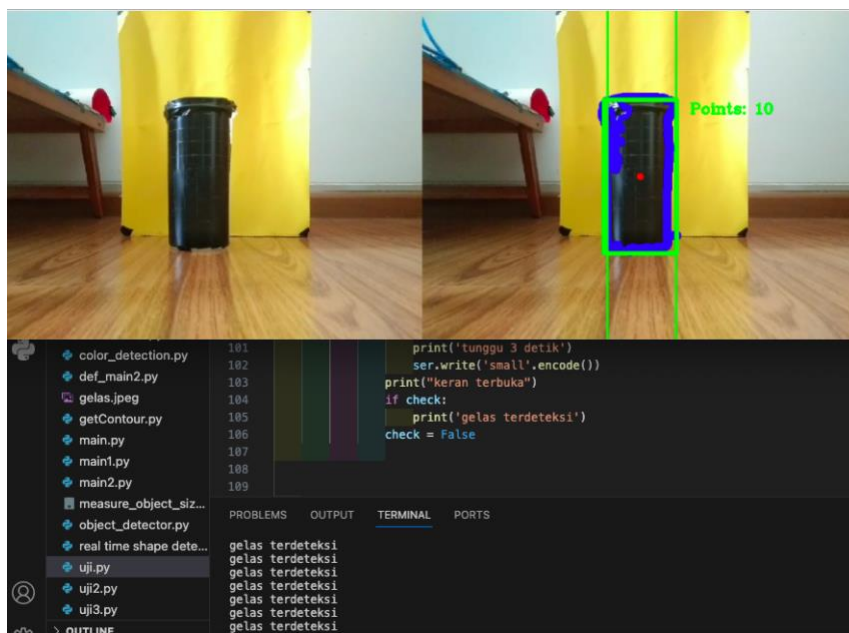 Points: 10
color_detection.py
def_main2.py
gelas.jpeg
getContour.py
main.py
main1.py
main2.py
measure_object_siz...
object_detector.py
real time shape dete...
uji.py
uji2.py
uji3.py
> OUTLINE
101 print('tunggu 3 detik')
102 ser.write('small'.encode())
103 print("keran terbuka")
104 if check:
105 print('gelas terdeteksi')
106 check = False
107
108
109
PROBLEMS OUTPUT TERMINAL PORTS
gelas terdeteksi
gelas terdeteksi
gelas terdeteksi
gelas terdeteksi
gelas terdeteksi
gelas terdeteksi
gelas terdeteksi